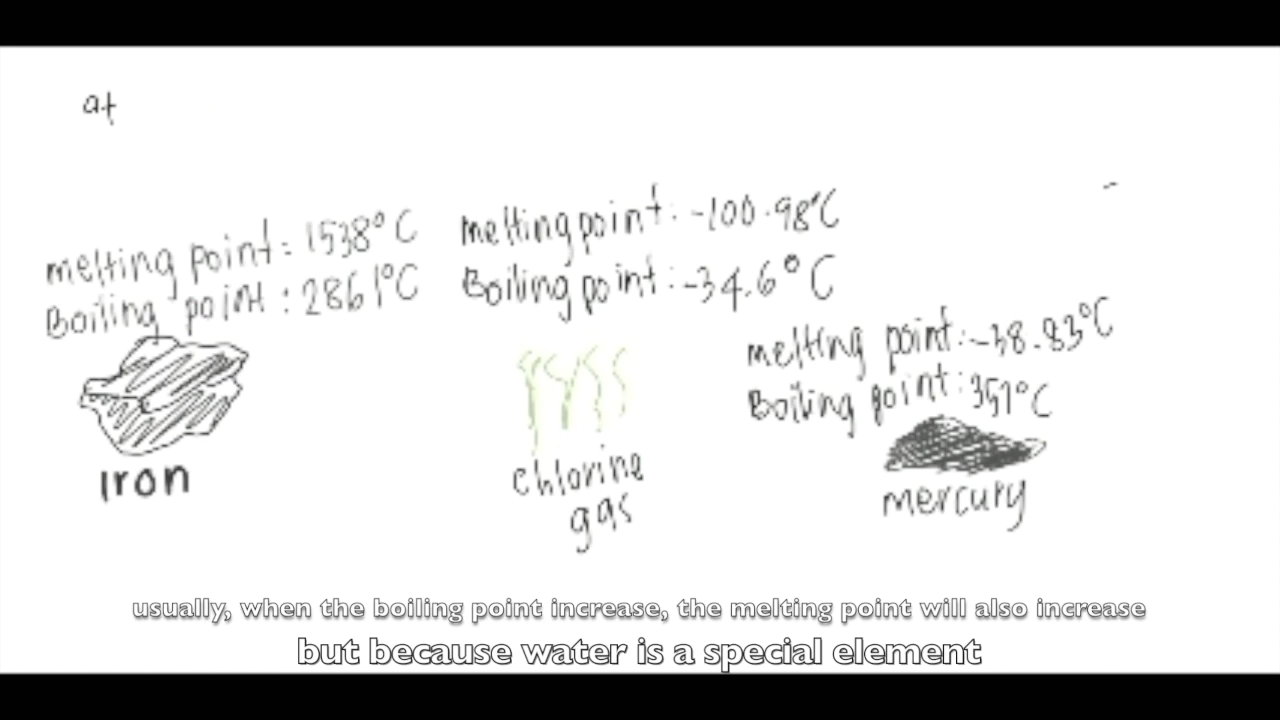 at
melting point: 1538°C
Boiling point: 2861°C
Iron
melting point: -100.98°C
Boiling point: -34.6°C
chlorine
gas
melting point: -38.83°C
Boiling point: 357°C
mercury
usually, when the boiling point increase, the melting point will also increase
but because water is a special element